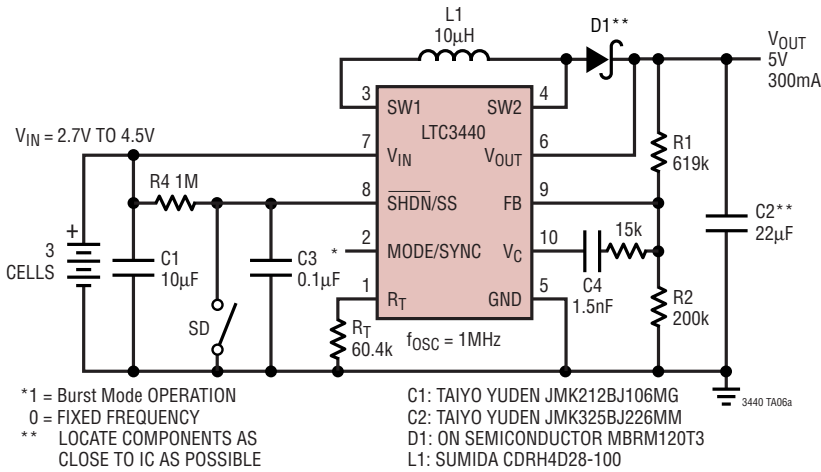 L1
10µH
D1**
VOUT
5V
300mA
3
SW1
SW2
4
LTC3440
VIN = 2.7V TO 4.5V
7
VIN
VOUT
6
R1
619k
R4 1M
8
SHDN/SS
FB
9
+
3
CELLS
C1
10µF
C3
0.1µF
*
2
MODE/SYNC
VC
10
15k
C4
1.5nF
C2**
22µF
1
RT
GND
5
SD
RT
60.4k
fOSC = 1MHz
R2
200k
3440 TA06a
*1 = Burst Mode OPERATION
0 = FIXED FREQUENCY
** LOCATE COMPONENTS AS
CLOSE TO IC AS POSSIBLE
C1: TAIYO YUDEN JMK212BJ106MG
C2: TAIYO YUDEN JMK325BJ226MM
D1: ON SEMICONDUCTOR MBRM120T3
L1: SUMIDA CDRH4D28-100